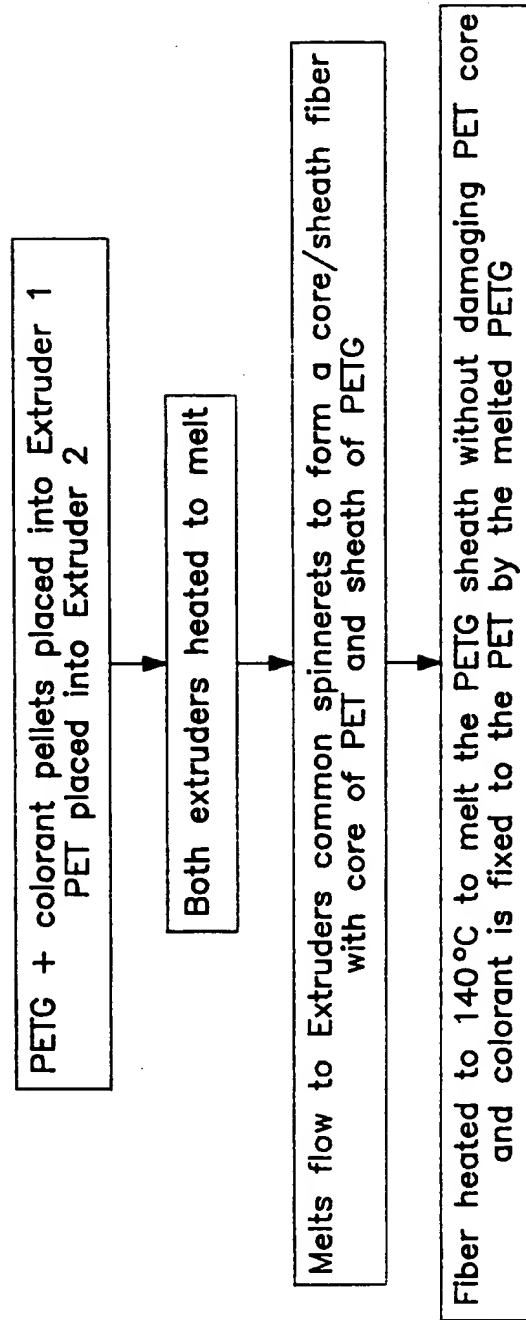 PETG + colorant pellets placed into Extruder 1
PET placed into Extruder 2
Both extruders heated to melt
Melts flow to Extruders common spinnerets to form a core/sheath fiber
with core of PET and sheath of PETG
Fiber heated to 140°C to melt the PETG sheath without damaging PET core
and colorant is fixed to the PET by the melted PETG